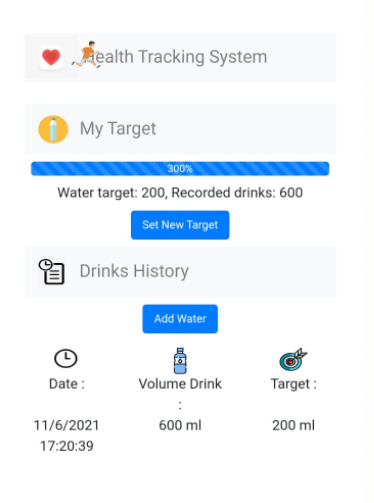 Health Tracking System
My Target
300%
Water target: 200, Recorded drinks: 600
Set New Target
Drinks History
Add Water
Date : Volume Drink : Target :
11/6/2021 17:20:39 600 ml 200 ml